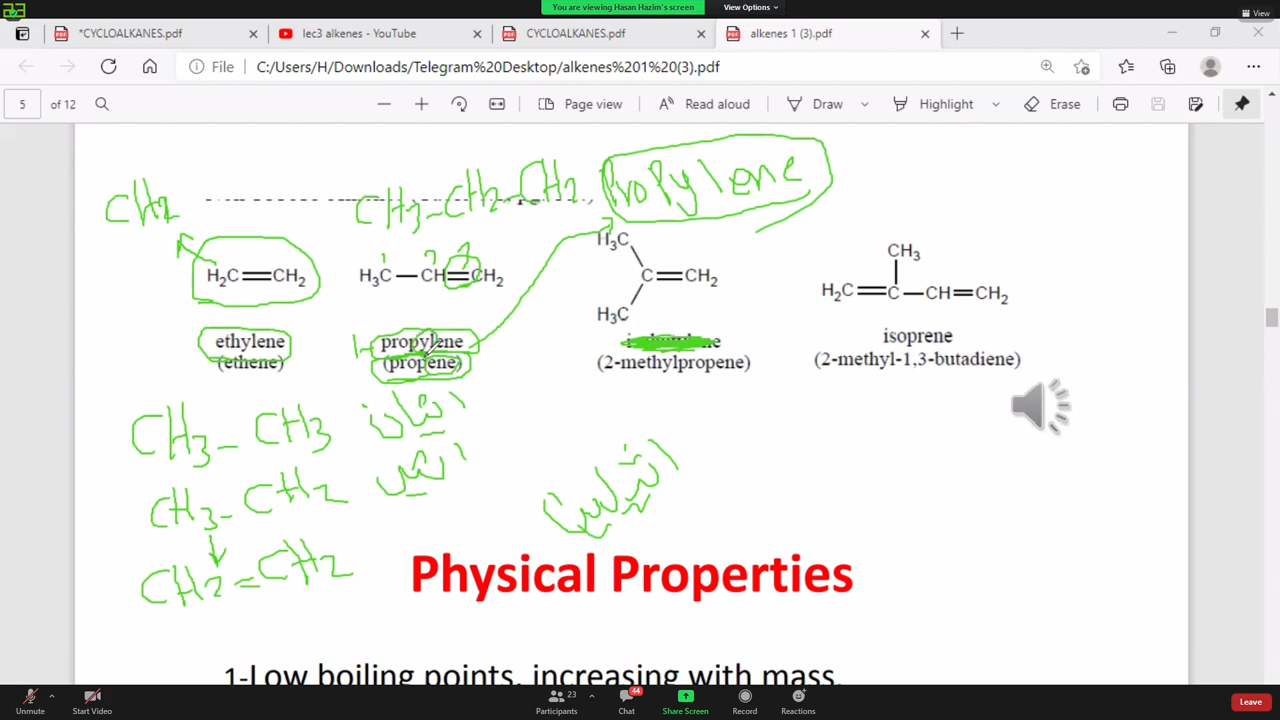 You are viewing Hasan Hazim's screen
View Options
View
*CYCLOALKANES.pdf
lec3 alkenes - YouTube
CYCLOALKANES.pdf
alkenes 1 (3).pdf
File
C:/Users/H/Downloads/Telegram%20Desktop/alkenes%201%20(3).pdf
5 of 12
Page view
Read aloud
Draw
Highlight
Erase
CH2
CH3-CH2-CH2
Propylene
1 2 3
H3C
H2C=CH2
H3C—CH=CH2
C=CH2
H3C
CH3
H2C=C—CH=CH2
ethylene
(ethene)
1- propylene
(propene)
(2-methylpropene)
isoprene
(2-methyl-1,3-butadiene)
CH3-CH3
CH3-CH2
CH2=CH2
Physical Properties
1-Low boiling points, increasing with mass.
Unmute
Start Video
23
Participants
44
Chat
Share Screen
Record
Reactions
Leave